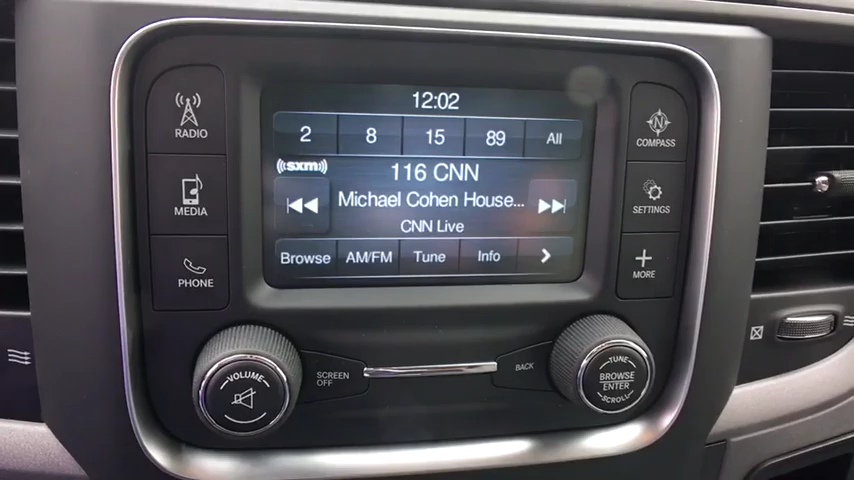 12:02
2 8 15 89 All
((sxm))
116 CNN
Michael Cohen House...
CNN Live
Browse AM/FM Tune Info
RADIO
MEDIA
PHONE
N
COMPASS
SETTINGS
MORE
VOLUME
SCREEN
OFF
BACK
TUNE
BROWSE
ENTER
SCROLL